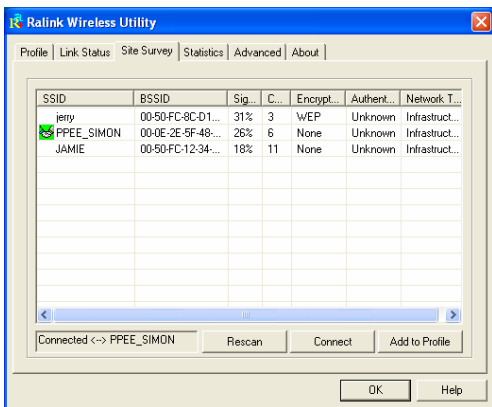 Ralink Wireless Utility
Profile Link Status Site Survey Statistics Advanced About
SSID BSSID Sig... C... Encrypt... Authent... Network T...
jerry 00-50-FC-8C-D1... 31% 3 WEP Unknown Infrastruct...
PPEE_SIMON 00-0E-2E-5F-48-... 26% 6 None Unknown Infrastruct...
JAMIE 00-50-FC-12-34-... 18% 11 None Unknown Infrastruct...
Connected <--> PPEE_SIMON Rescan Connect Add to Profile
OK Help